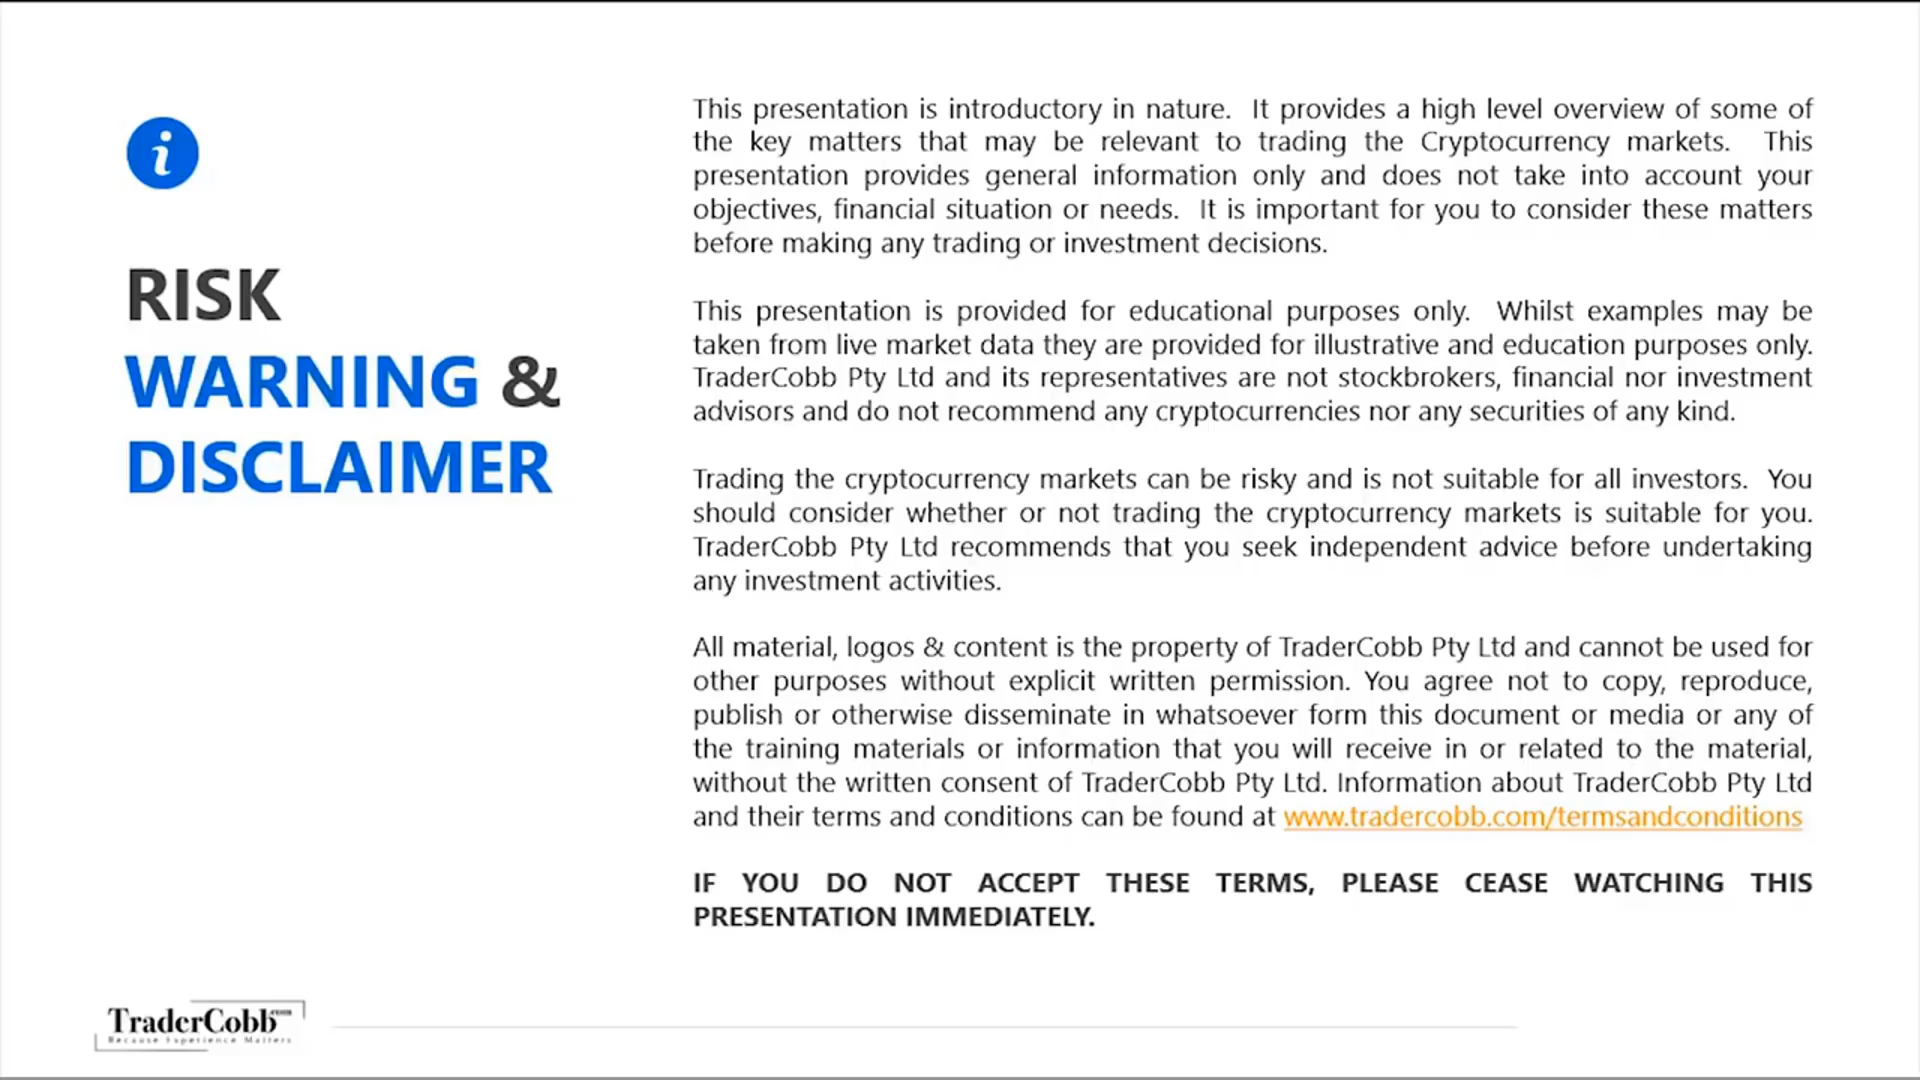 RISK
WARNING &
DISCLAIMER
This presentation is introductory in nature. It provides a high level overview of some of
the key matters that may be relevant to trading the Cryptocurrency markets. This
presentation provides general information only and does not take into account your
objectives, financial situation or needs. It is important for you to consider these matters
before making any trading or investment decisions.
This presentation is provided for educational purposes only. Whilst examples may be
taken from live market data they are provided for illustrative and education purposes only.
TraderCobb Pty Ltd and its representatives are not stockbrokers, financial nor investment
advisors and do not recommend any cryptocurrencies nor any securities of any kind.
Trading the cryptocurrency markets can be risky and is not suitable for all investors. You
should consider whether or not trading the cryptocurrency markets is suitable for you.
TraderCobb Pty Ltd recommends that you seek independent advice before undertaking
any investment activities.
All material, logos & content is the property of TraderCobb Pty Ltd and cannot be used for
other purposes without explicit written permission. You agree not to copy, reproduce,
publish or otherwise disseminate in whatsoever form this document or media or any of
the training materials or information that you will receive in or related to the material,
without the written consent of TraderCobb Pty Ltd. Information about TraderCobb Pty Ltd
and their terms and conditions can be found at www.tradercobb.com/termsandconditions
IF YOU DO NOT ACCEPT THESE TERMS, PLEASE CEASE WATCHING THIS
PRESENTATION IMMEDIATELY.
TraderCobb.com
Because Experience Matters